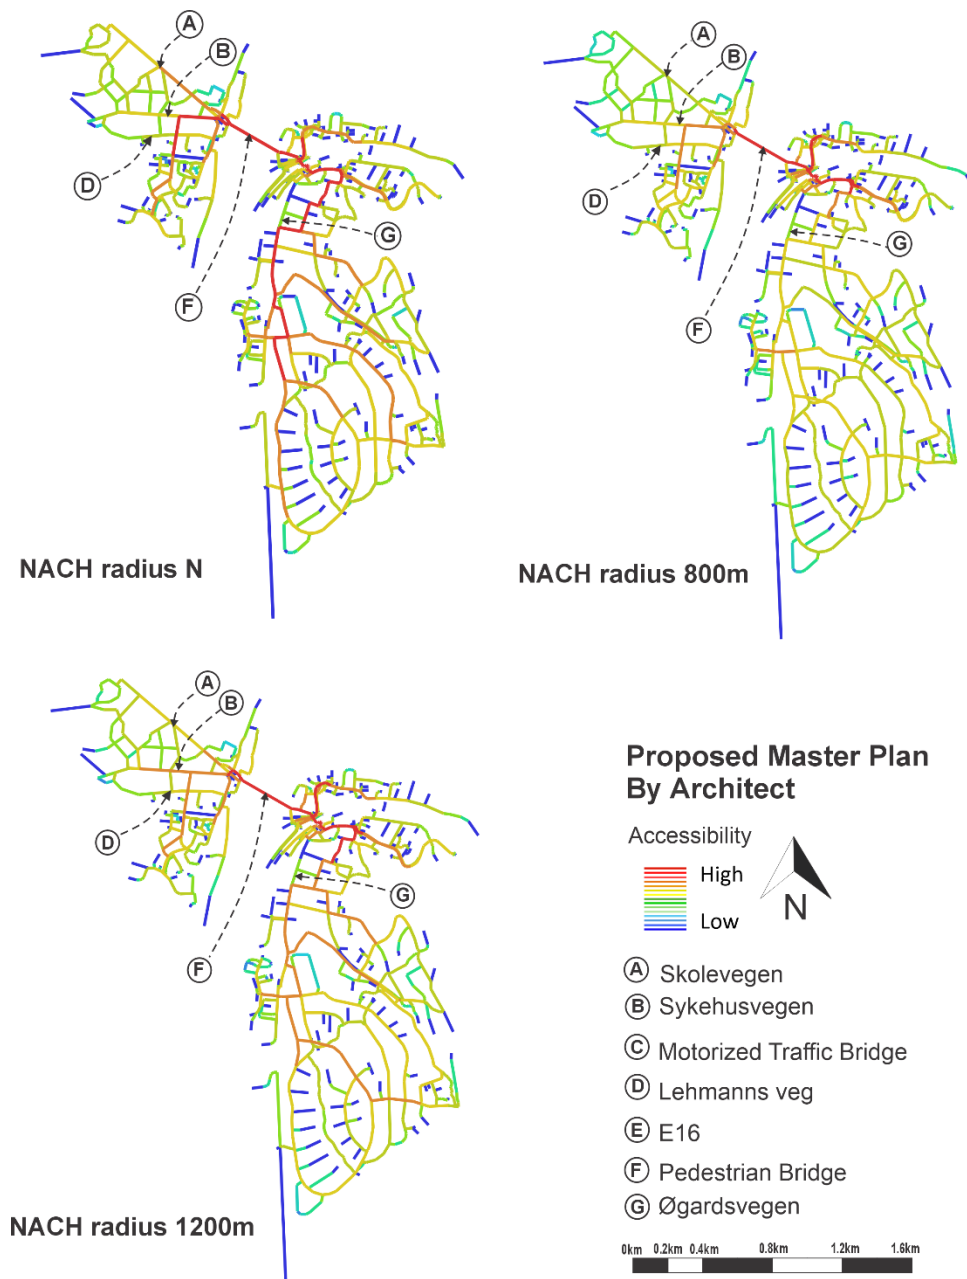 A
B
D
G
F
NACH radius N
A
B
D
G
F
NACH radius 800m
A
B
D
G
F
NACH radius 1200m
Proposed Master Plan
By Architect
Accessibility
High
Low
N
A Skolevegen
B Sykehusvegen
C Motorized Traffic Bridge
D Lehmanns veg
E E16
F Pedestrian Bridge
G Øgardsvegen
0km 0.2km 0.4km 0.8km 1.2km 1.6km